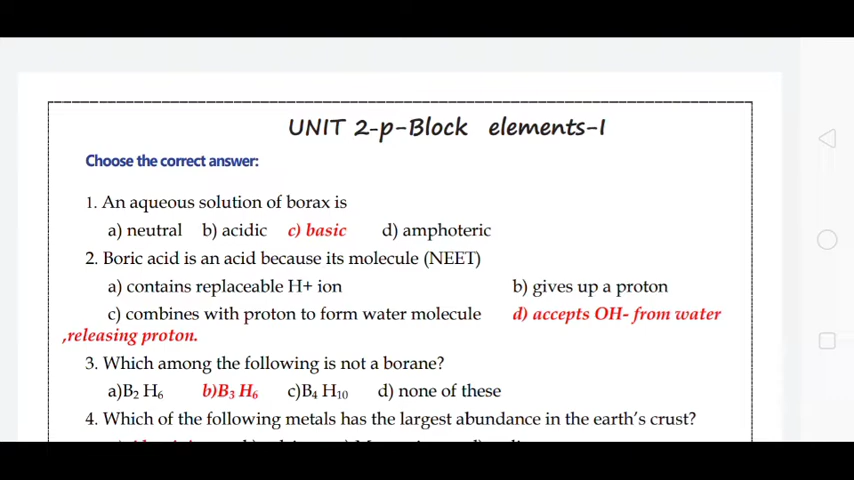 UNIT 2-p-Block elements-I
Choose the correct answer:
1. An aqueous solution of borax is
a) neutral b) acidic c) basic d) amphoteric
2. Boric acid is an acid because its molecule (NEET)
a) contains replaceable H+ ion b) gives up a proton
c) combines with proton to form water molecule d) accepts OH- from water
,releasing proton.
3. Which among the following is not a borane?
a)B₂ H₆ b)B₃ H₆ c)B₄ H₁₀ d) none of these
4. Which of the following metals has the largest abundance in the earth’s crust?